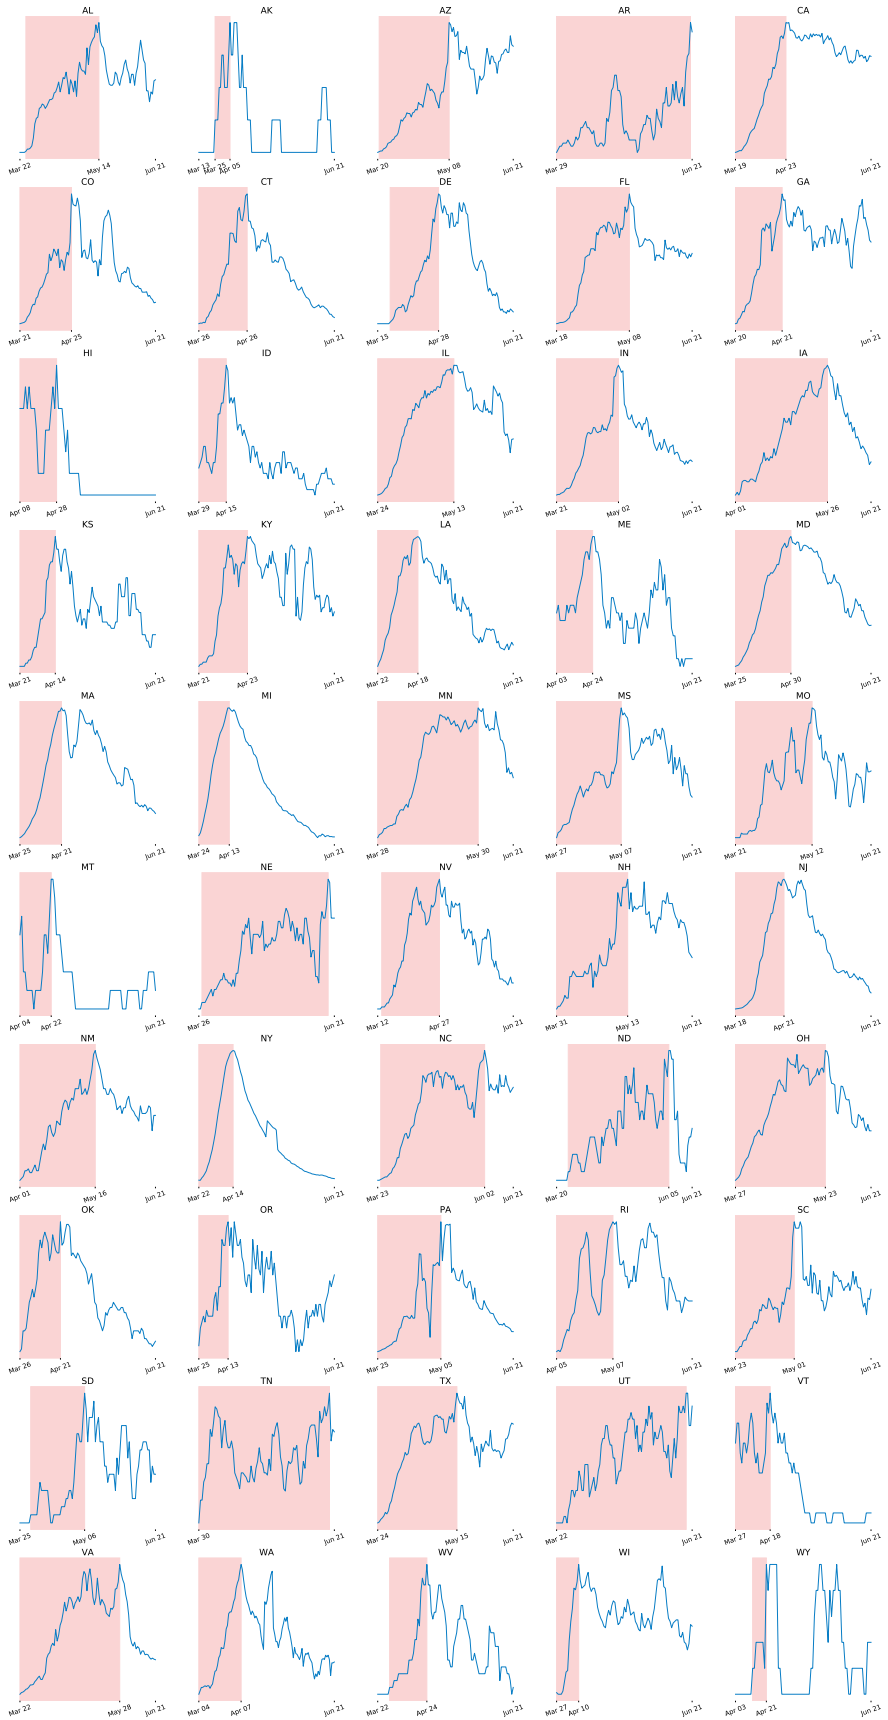 AL AK AZ AR CA
Mar 22 May 14 Jun 21 Mar 13 Mar 25 Apr 05 Jun 21 Mar 20 May 08 Jun 21 Mar 29 Jun 21 Mar 19 Apr 23 Jun 21
CO CT DE FL GA
Mar 21 Apr 25 Jun 21 Mar 26 Apr 26 Jun 21 Mar 15 Apr 28 Jun 21 Mar 18 May 08 Jun 21 Mar 20 Apr 21 Jun 21
HI ID IL IN IA
Apr 08 Apr 28 Jun 21 Mar 29 Apr 15 Jun 21 Mar 24 May 13 Jun 21 Mar 21 May 02 Jun 21 Apr 01 May 26 Jun 21
KS KY LA ME MD
Mar 21 Apr 14 Jun 21 Mar 21 Apr 23 Jun 21 Mar 22 Apr 18 Jun 21 Apr 03 Apr 24 Jun 21 Mar 25 Apr 30 Jun 21
MA MI MN MS MO
Mar 25 Apr 21 Jun 21 Mar 24 Apr 13 Jun 21 Mar 28 May 30 Jun 21 Mar 27 May 07 Jun 21 Mar 21 May 12 Jun 21
MT NE NV NH NJ
Apr 04 Apr 22 Jun 21 Mar 26 Jun 21 Mar 12 Apr 27 Jun 21 Mar 31 May 13 Jun 21 Mar 18 Apr 21 Jun 21
NM NY NC ND OH
Apr 01 May 16 Jun 21 Mar 22 Apr 14 Jun 21 Mar 23 Jun 02 Jun 21 Mar 20 Jun 05 Jun 21 Mar 27 May 23 Jun 21
OK OR PA RI SC
Mar 26 Apr 21 Jun 21 Mar 25 Apr 13 Jun 21 Mar 25 May 05 Jun 21 Apr 05 May 07 Jun 21 Mar 23 May 01 Jun 21
SD TN TX UT VT
Mar 25 May 06 Jun 21 Mar 30 Jun 21 Mar 24 May 15 Jun 21 Mar 22 Jun 21 Mar 27 Apr 18 Jun 21
VA WA WV WI WY
Mar 22 May 28 Jun 21 Mar 04 Apr 07 Jun 21 Mar 22 Apr 24 Jun 21 Mar 27 Apr 10 Jun 21 Apr 03 Apr 21 Jun 21